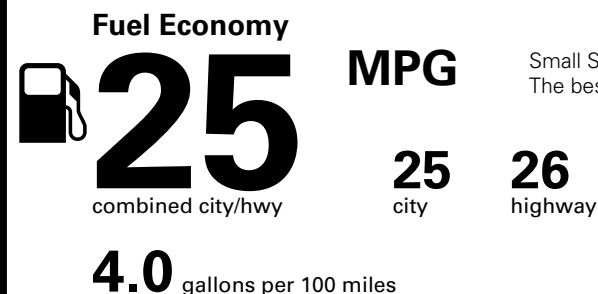 Fuel Economy
25
MPG
Small S
The bes
25 26
combined city/hwy city highway
4.0 gallons per 100 miles